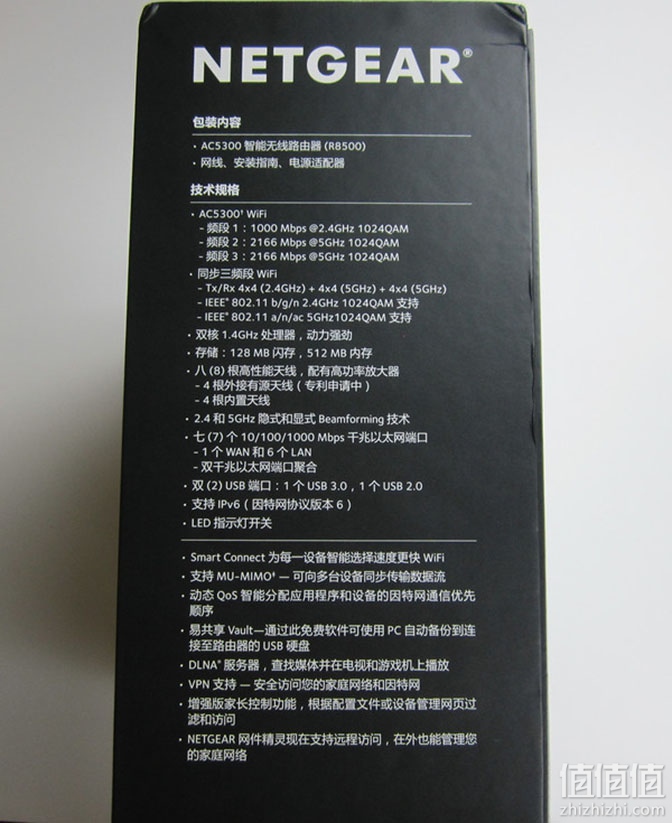 NETGEAR®
包装内容
· AC5300 智能无线路由器 (R8500)
· 网线、安装指南、电源适配器
技术规格
· AC5300† WiFi
– 频段 1：1000 Mbps @2.4GHz 1024QAM
– 频段 2：2166 Mbps @5GHz 1024QAM
– 频段 3：2166 Mbps @5GHz 1024QAM
· 同步三频段 WiFi
– Tx/Rx 4x4 (2.4GHz) + 4x4 (5GHz) + 4x4 (5GHz)
– IEEE® 802.11 b/g/n 2.4GHz 1024QAM 支持
– IEEE® 802.11 a/n/ac 5GHz1024QAM 支持
· 双核 1.4GHz 处理器，动力强劲
· 存储：128 MB 闪存，512 MB 内存
· 八 (8) 根高性能天线，配有高功率放大器
– 4 根外接有源天线（专利申请中）
– 4 根内置天线
· 2.4 和 5GHz 隐式和显式 Beamforming 技术
· 七 (7) 个 10/100/1000 Mbps 千兆以太网端口
– 1 个 WAN 和 6 个 LAN
– 双千兆以太网端口聚合
· 双 (2) USB 端口：1 个 USB 3.0，1 个 USB 2.0
· 支持 IPv6（因特网协议版本 6）
· LED 指示灯开关
· Smart Connect 为每一设备智能选择速度更快 WiFi
· 支持 MU-MIMO‡ — 可向多台设备同步传输数据流
· 动态 QoS 智能分配应用程序和设备的因特网通信优先
顺序
· 易共享 Vault—通过此免费软件可使用 PC 自动备份到连
接至路由器的 USB 硬盘
· DLNA® 服务器，查找媒体并在电视和游戏机上播放
· VPN 支持 — 安全访问您的家庭网络和因特网
· 增强版家长控制功能，根据配置文件或设备管理网页过
滤和访问
· NETGEAR 网件精灵现在支持远程访问，在外也能管理您
的家庭网络
值值值
zhizhizhi.com